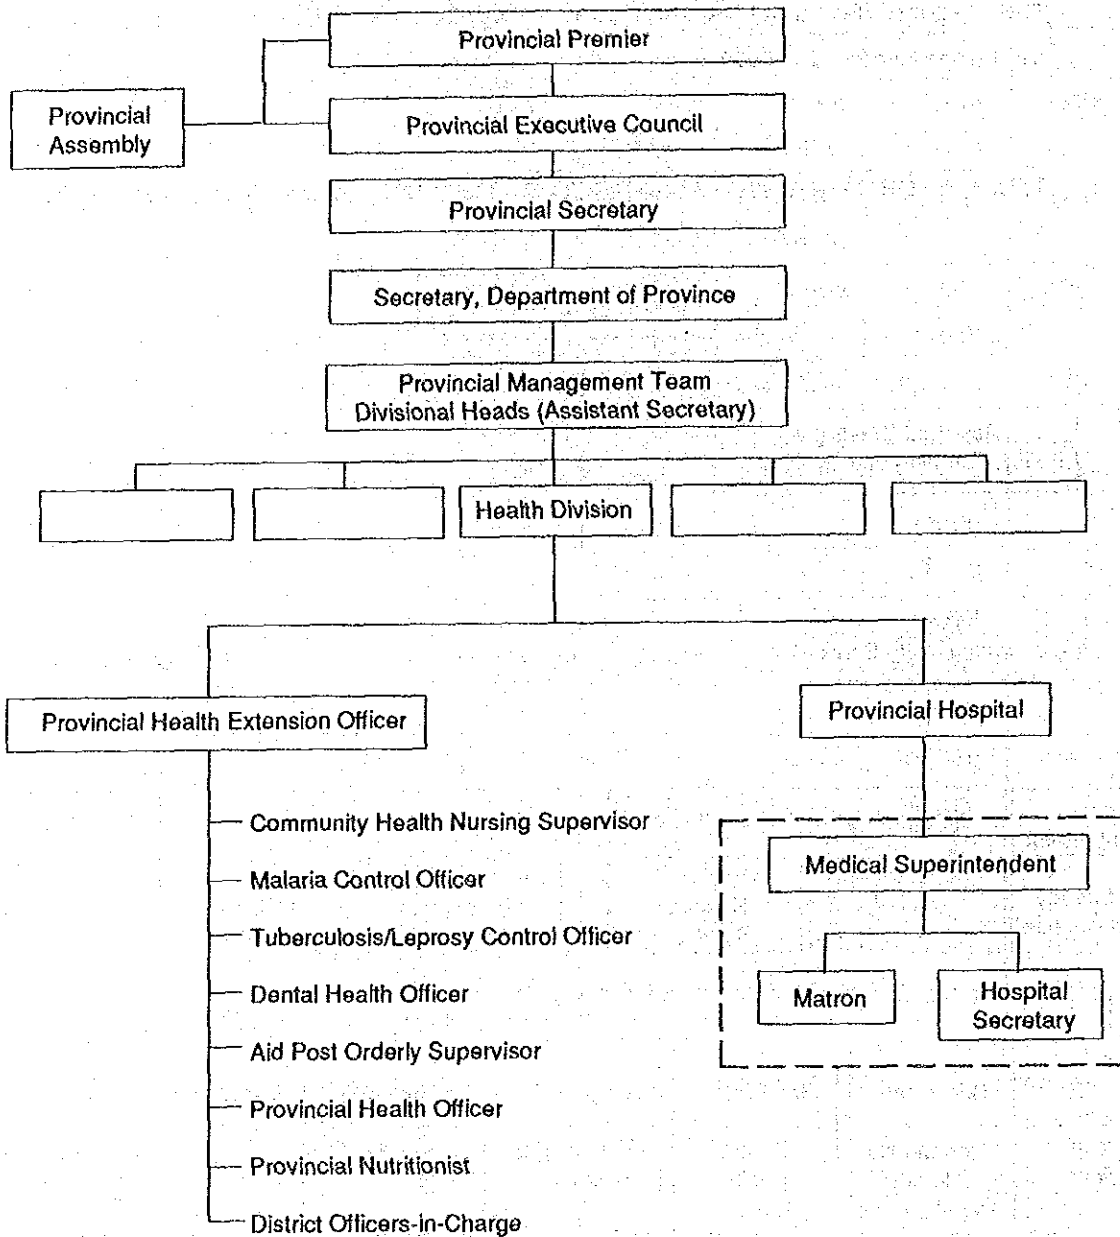 Provincial Premier
Provincial
Assembly
Provincial Executive Council
Provincial Secretary
Secretary, Department of Province
Provincial Management Team
Divisional Heads (Assistant Secretary)
Health Division
Provincial Health Extension Officer
Provincial Hospital
Community Health Nursing Supervisor
Malaria Control Officer
Tuberculosis/Leprosy Control Officer
Dental Health Officer
Aid Post Orderly Supervisor
Provincial Health Officer
Provincial Nutritionist
District Officers-in-Charge
Medical Superintendent
Matron
Hospital
Secretary